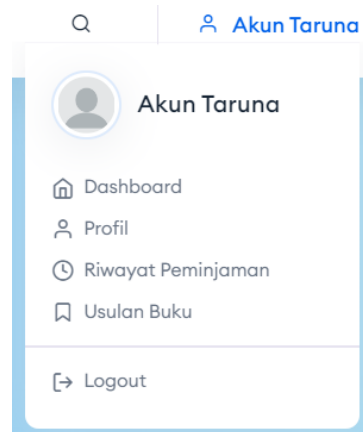 Akun Taruna
Akun Taruna
Dashboard
Profil
Riwayat Peminjaman
Usulan Buku
Logout